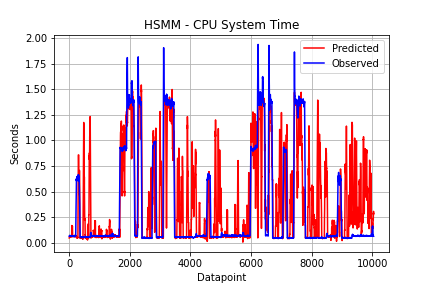 HSMM - CPU System Time
Predicted
Observed
2.00
1.75
1.50
1.25
1.00
0.75
0.50
0.25
0.00
Seconds
0 2000 4000 6000 8000 10000
Datapoint